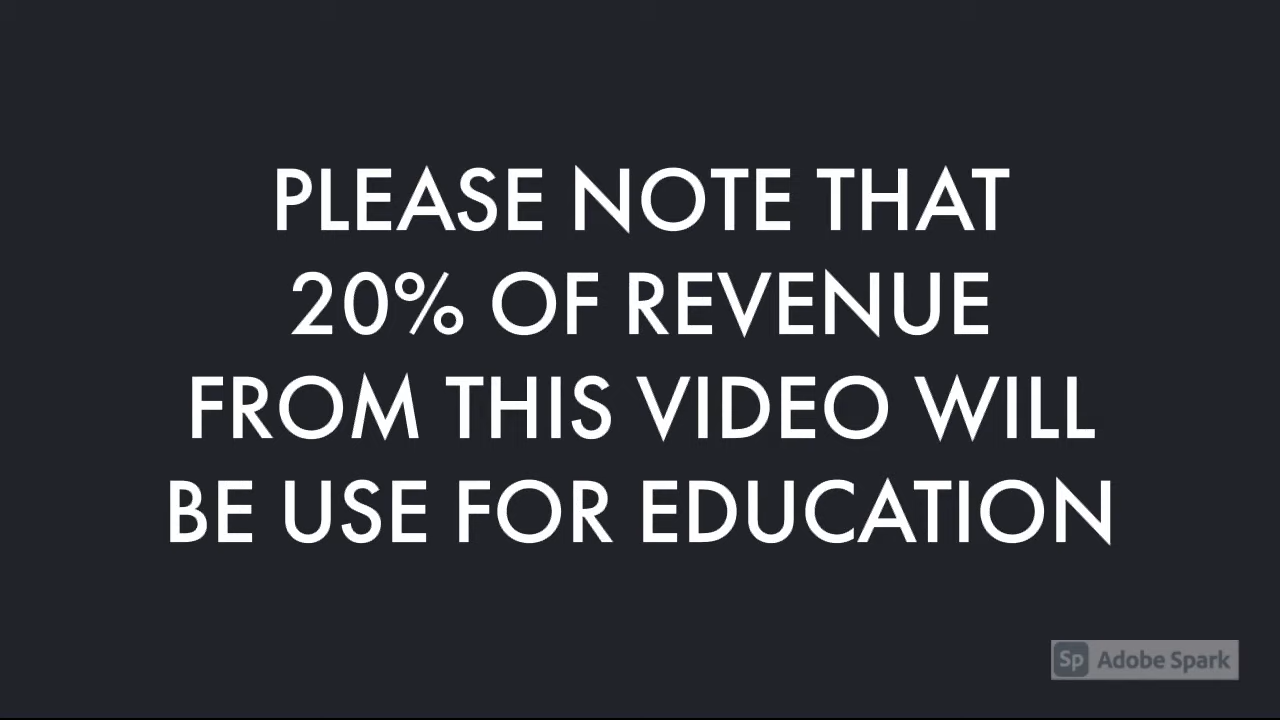 PLEASE NOTE THAT
20% OF REVENUE
FROM THIS VIDEO WILL
BE USE FOR EDUCATION
Sp Adobe Spark